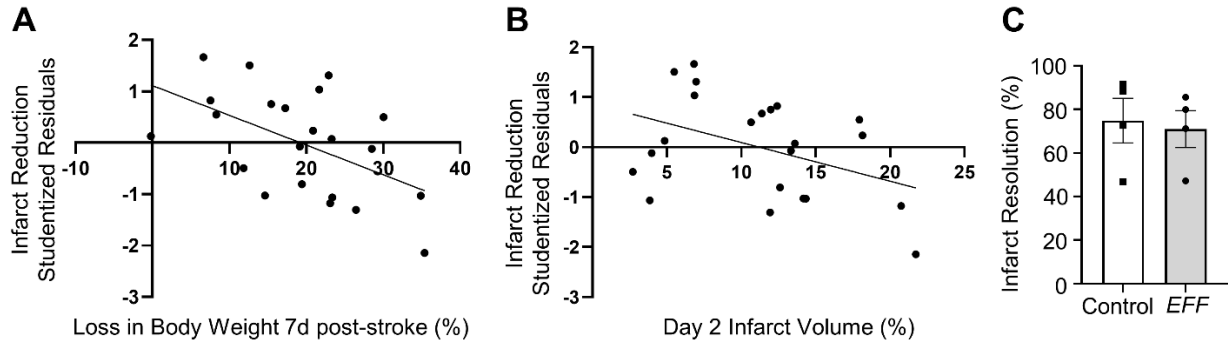 A
Infarct Reduction
Studentized Residuals
2
1
0
-1
-2
-3
-10
10
20
30
40
Loss in Body Weight 7d post-stroke (%)
B
Infarct Reduction
Studentized Residuals
2
1
0
-1
-2
-3
5
10
15
20
25
Day 2 Infarct Volume (%)
C
Infarct Resolution (%)
100
80
60
40
20
0
Control EFF